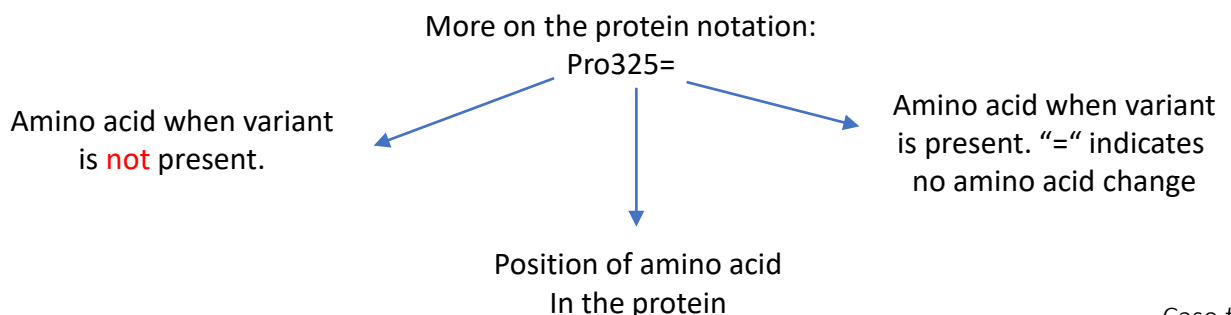 More on the protein notation:
Pro325=
Amino acid when variant
is not present.
Position of amino acid
In the protein
Amino acid when variant
is present. “=“ indicates
no amino acid change